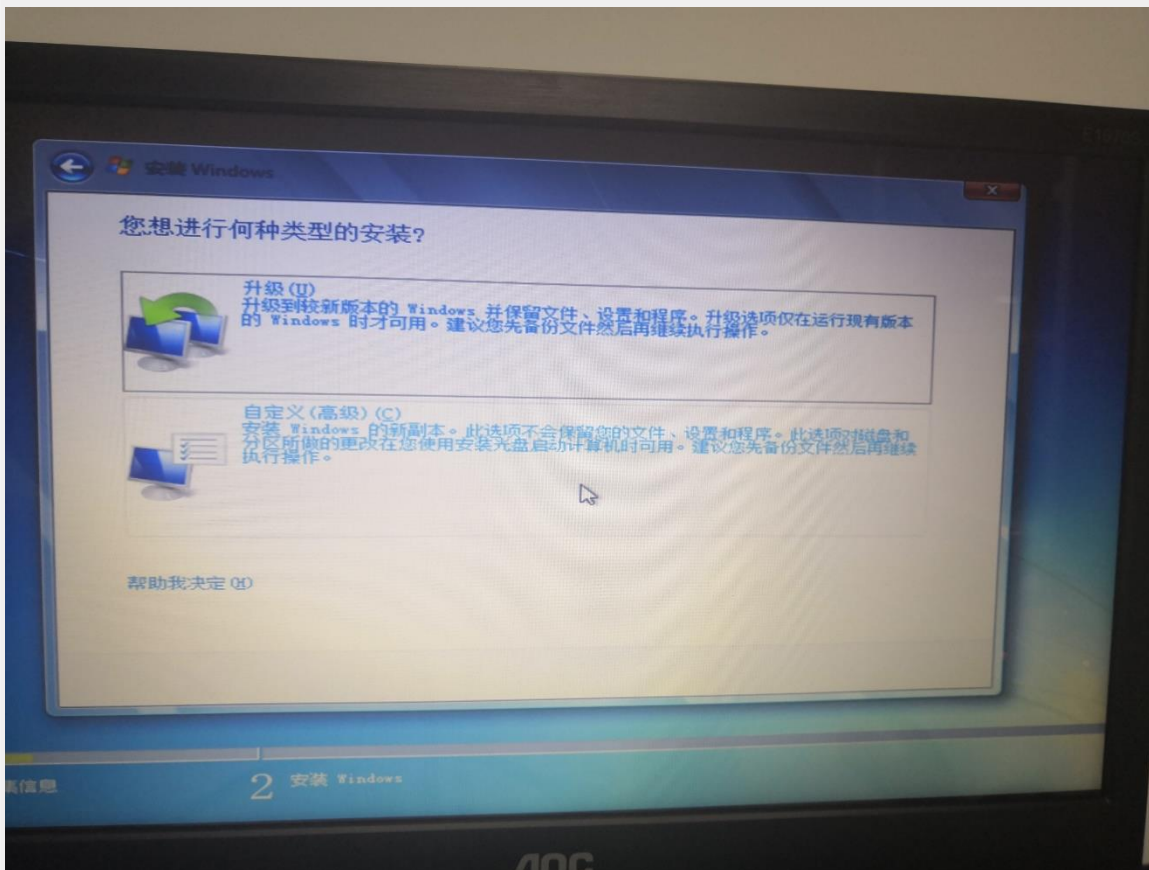 安装 Windows
您想进行何种类型的安装?
升级(U)
升级到较新版本的 Windows 并保留文件、设置和程序。升级选项仅在运行现有版本
的 Windows 时才可用。建议您先备份文件然后再继续执行操作。
自定义(高级)(C)
安装 Windows 的新副本。此选项不会保留您的文件、设置和程序。此选项对磁盘和
分区所做的更改在您使用安装光盘启动计算机时可用。建议您先备份文件然后再继续
执行操作。
帮助我决定(H)
集信息
2 安装 Windows
AOC